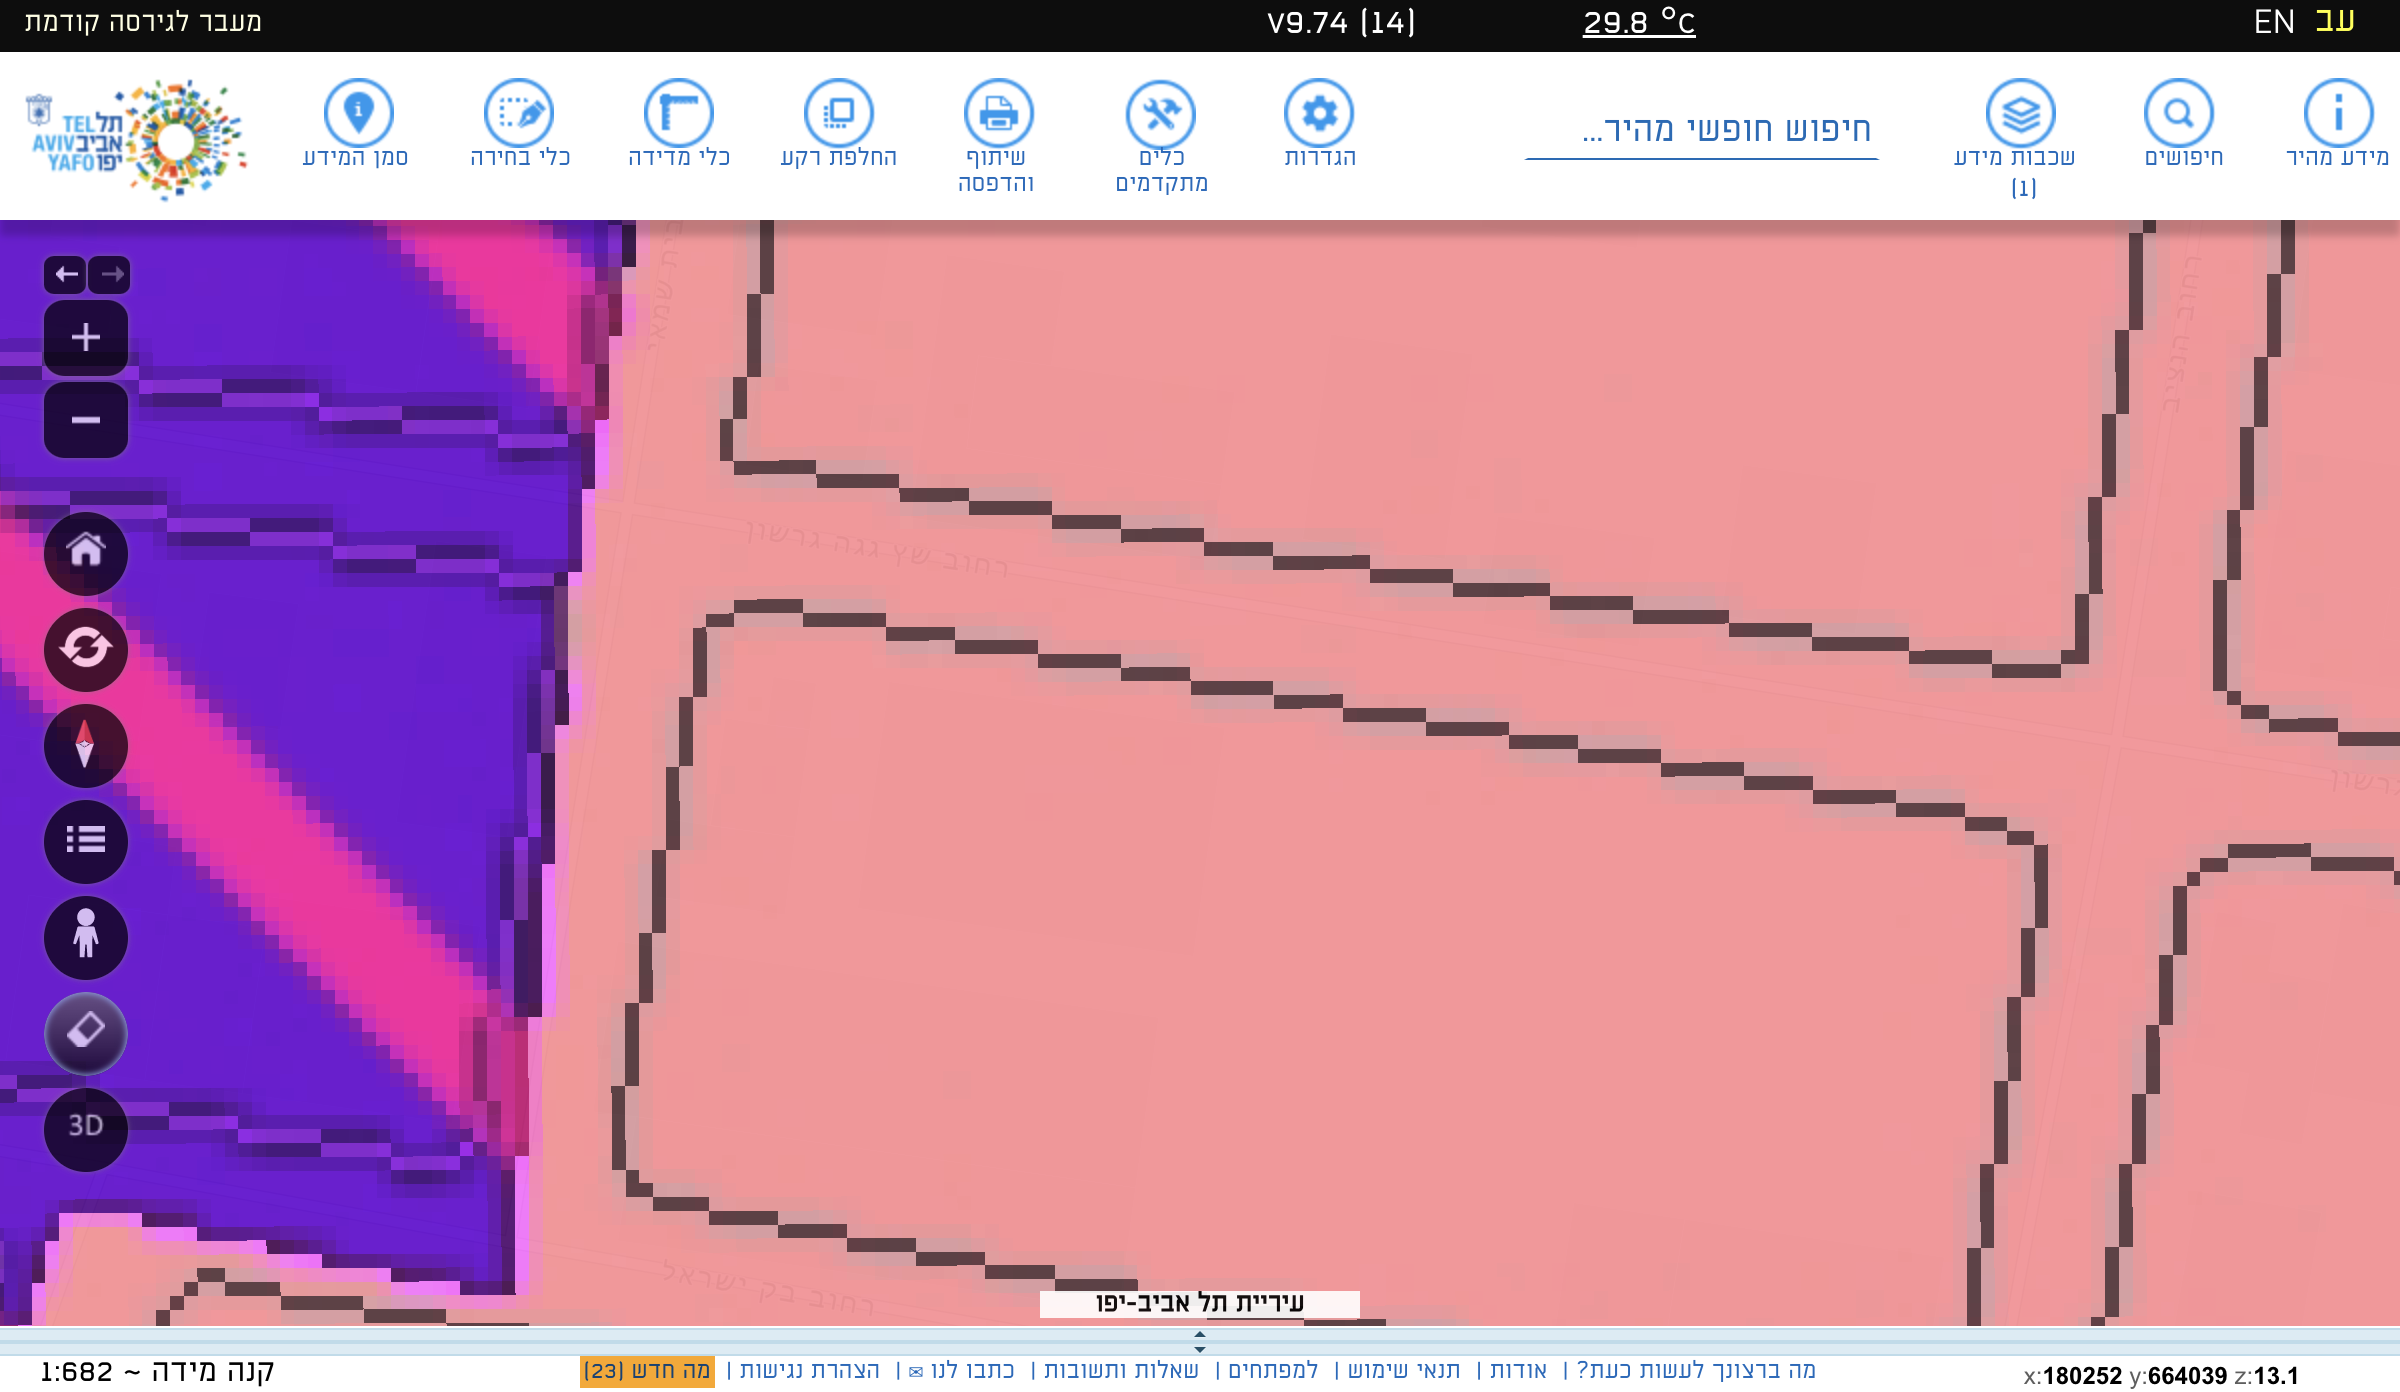 עב EN
29.8 °c
V9.74 (14)
מעבר לגירסה קודמת
מידע מהיר
חיפושים
שכבות מידע
(1)
חיפוש חופשי מהיר...
הגדרות
כלים
מתקדמים
שיתוף
והדפסה
החלפת רקע
כלי מדידה
כלי בחירה
סמן המידע
תל TEL
אביב AVIV
יפו YAFO
בית שמאי
רחוב הנציב
רחוב שץ גגה גרשון
גרשון
3D
רחוב בק ישראל
עיריית תל אביב-יפו
מה ברצונך לעשות כעת? | אודות | תנאי שימוש | למפתחים | שאלות ותשובות | כתבו לנו ✉ | הצהרת נגישות | מה חדש (23)
קנה מידה ~ 1:682
x:180252 y:664039 z:13.1